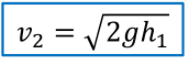 v₂ = √(2gh₁)